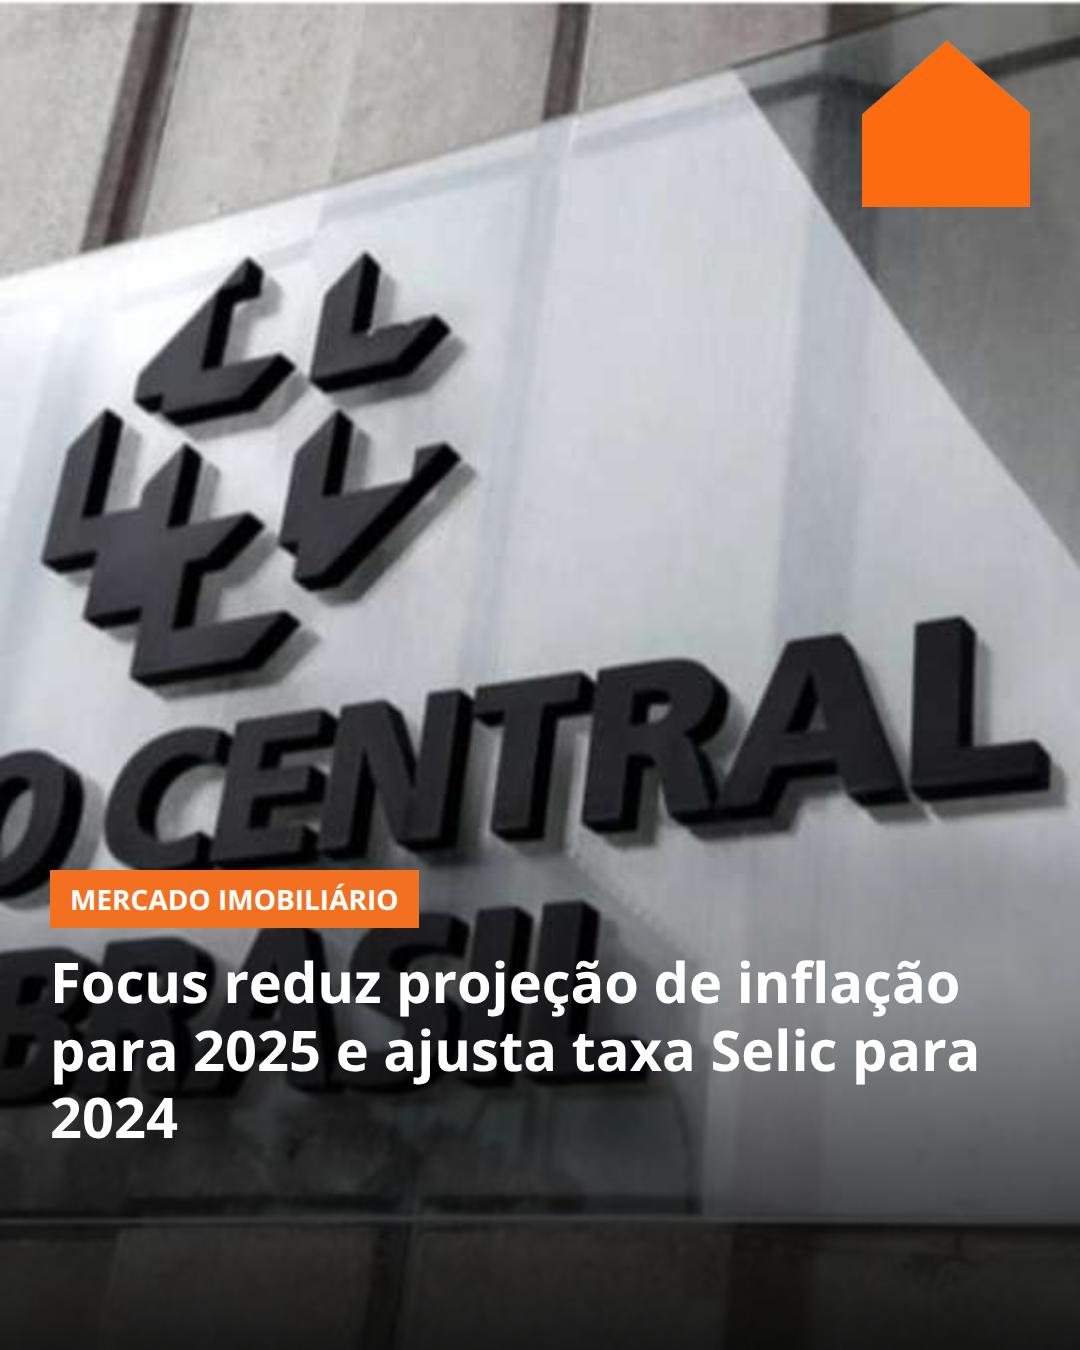 O CENTRAL
BRASIL
MERCADO IMOBILIÁRIO
Focus reduz projeção de inflação
para 2025 e ajusta taxa Selic para
2024